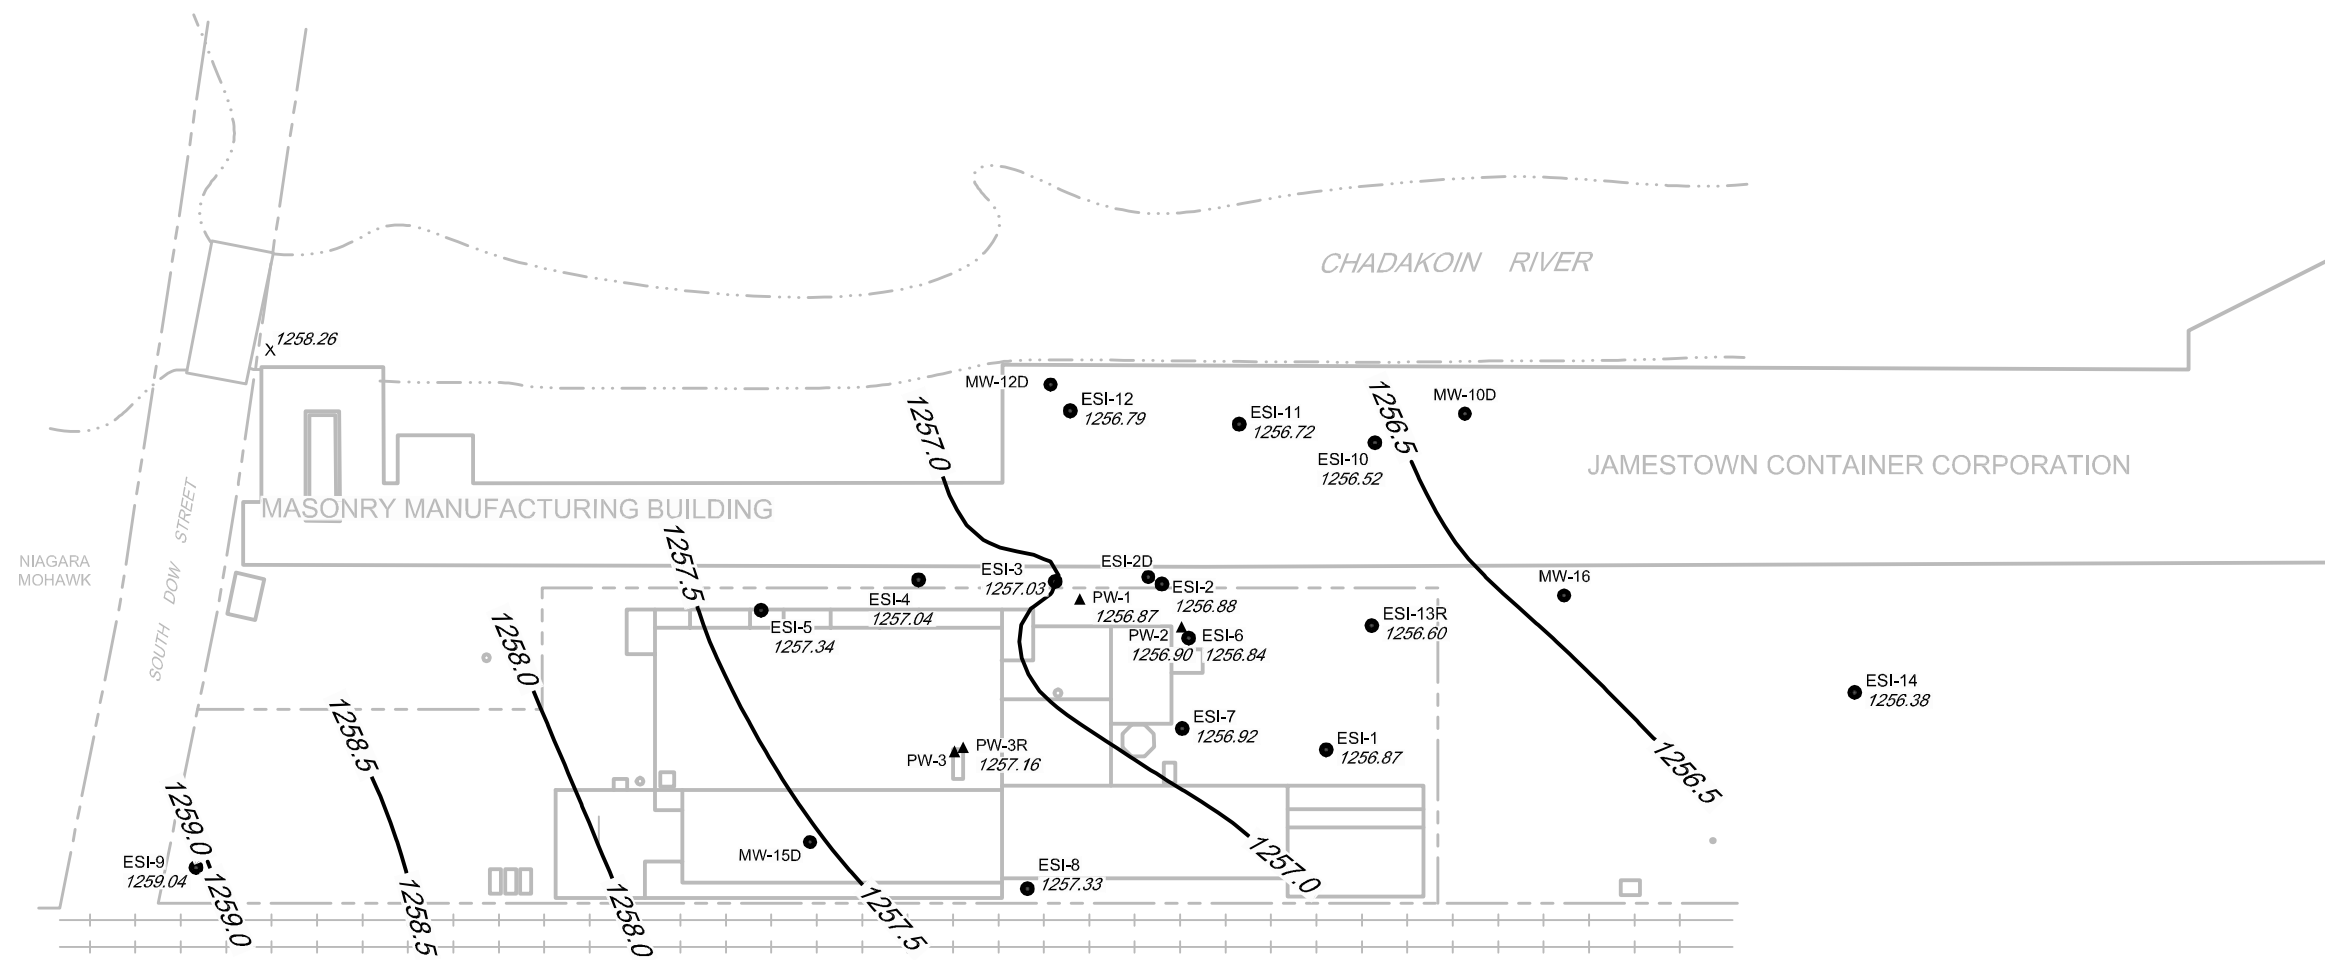 CHADAKOIN RIVER
1258.26
MW-12D
ESI-12
1256.79
ESI-11
1256.72
ESI-10
1256.52
MW-10D
1257.0
1256.5
JAMESTOWN CONTAINER CORPORATION
MASONRY MANUFACTURING BUILDING
SOUTH DOW STREET
NIAGARA
MOHAWK
1257.5
ESI-3
1257.03
ESI-2D
ESI-2
1256.88
MW-16
ESI-4
1257.04
PW-1
1256.87
ESI-5
1257.34
PW-2
1256.90
ESI-6
1256.84
ESI-13R
1256.60
1258.0
ESI-14
1256.38
1258.5
ESI-7
1256.92
ESI-1
1256.87
PW-3R
1257.16
PW-3
1256.5
1259.0
MW-15D
ESI-9
1259.04
ESI-8
1257.33
1257.0
1259.0
1258.5
1258.0
1257.5